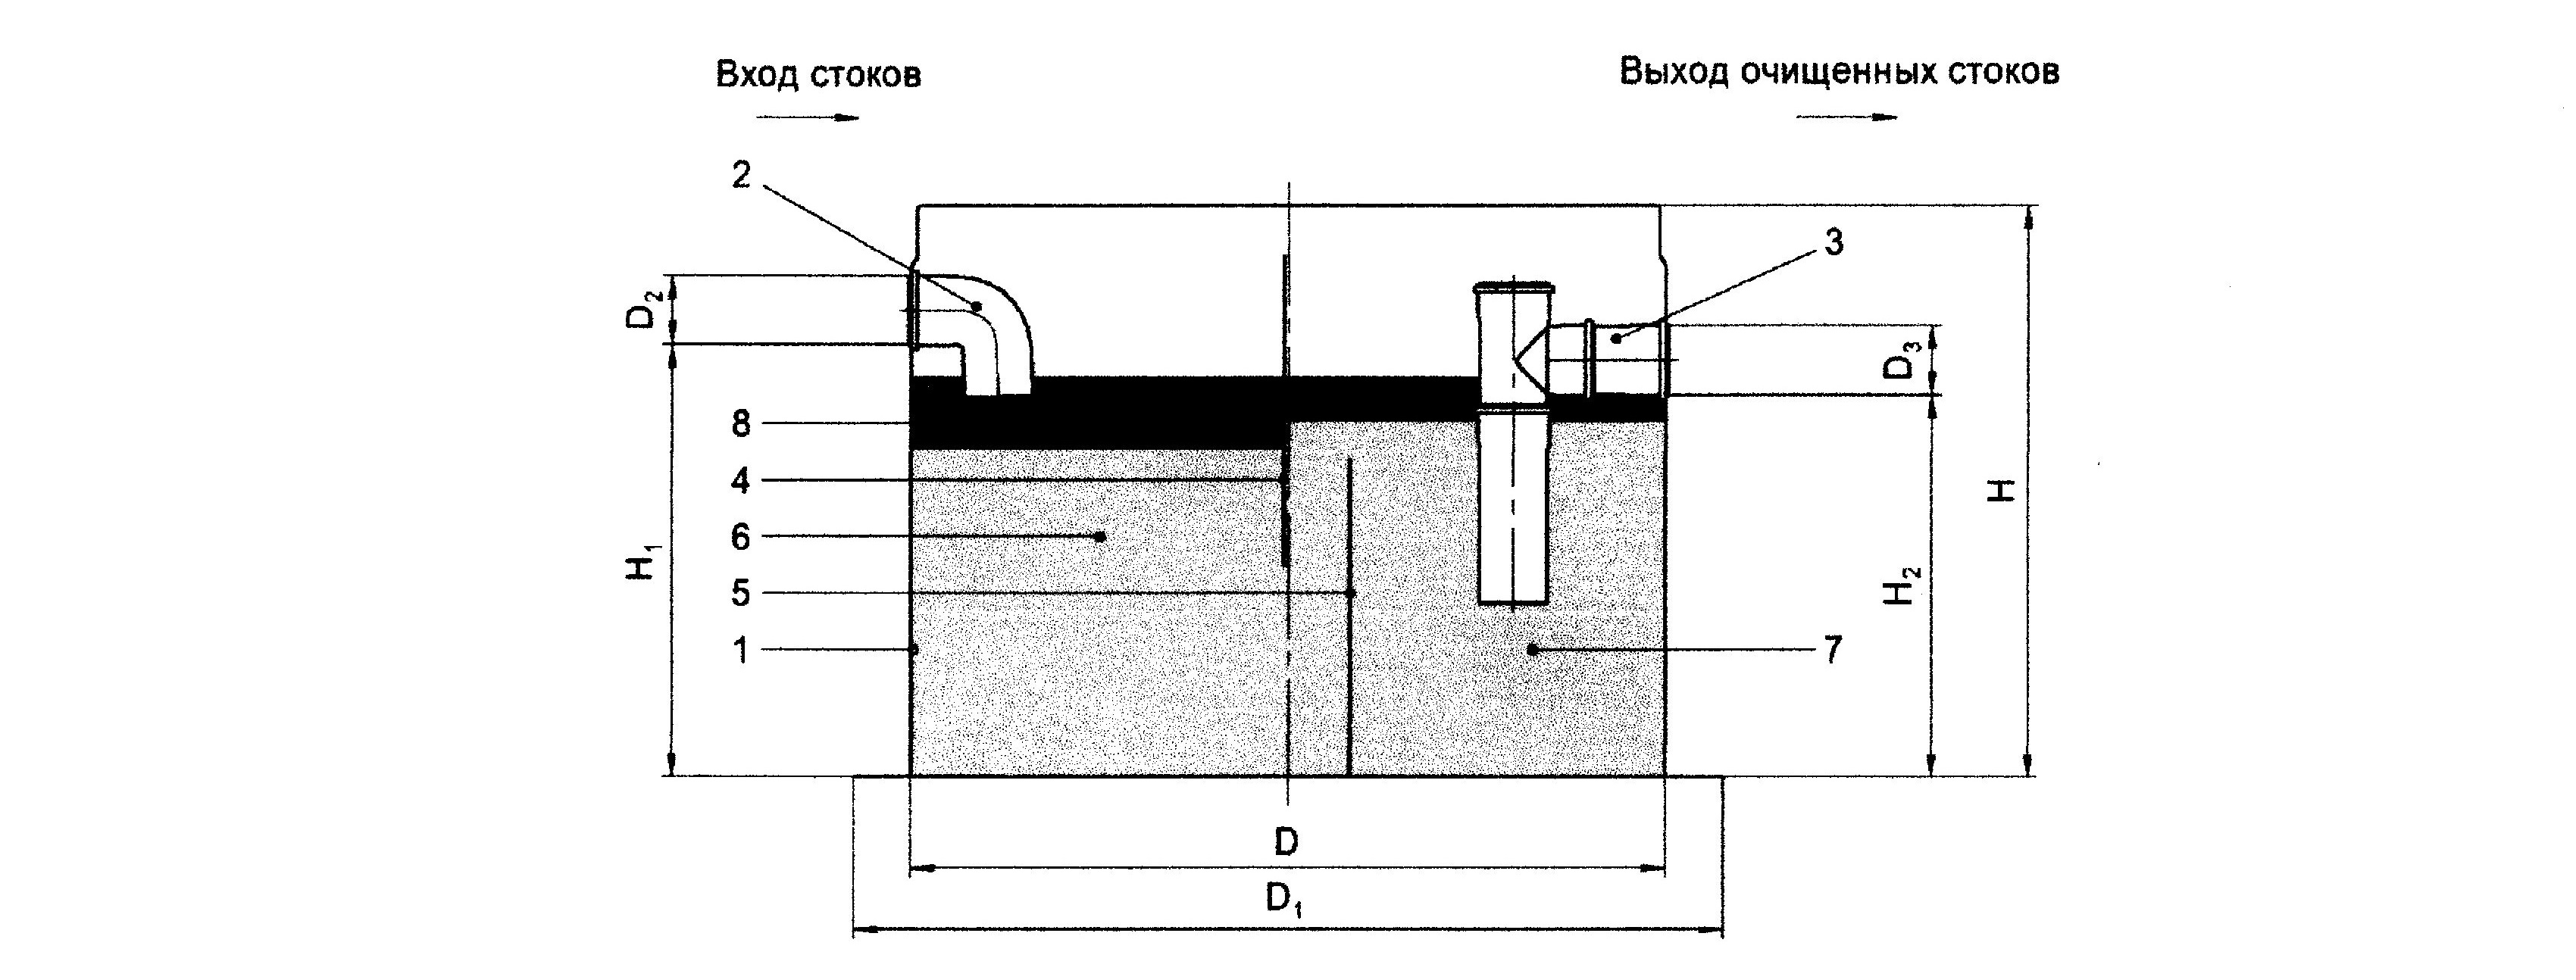 Вход стоков
Выход очищенных стоков
2
3
D₂
D₃
8
4
H
6
H₁
5
H₂
1
7
D
D₁